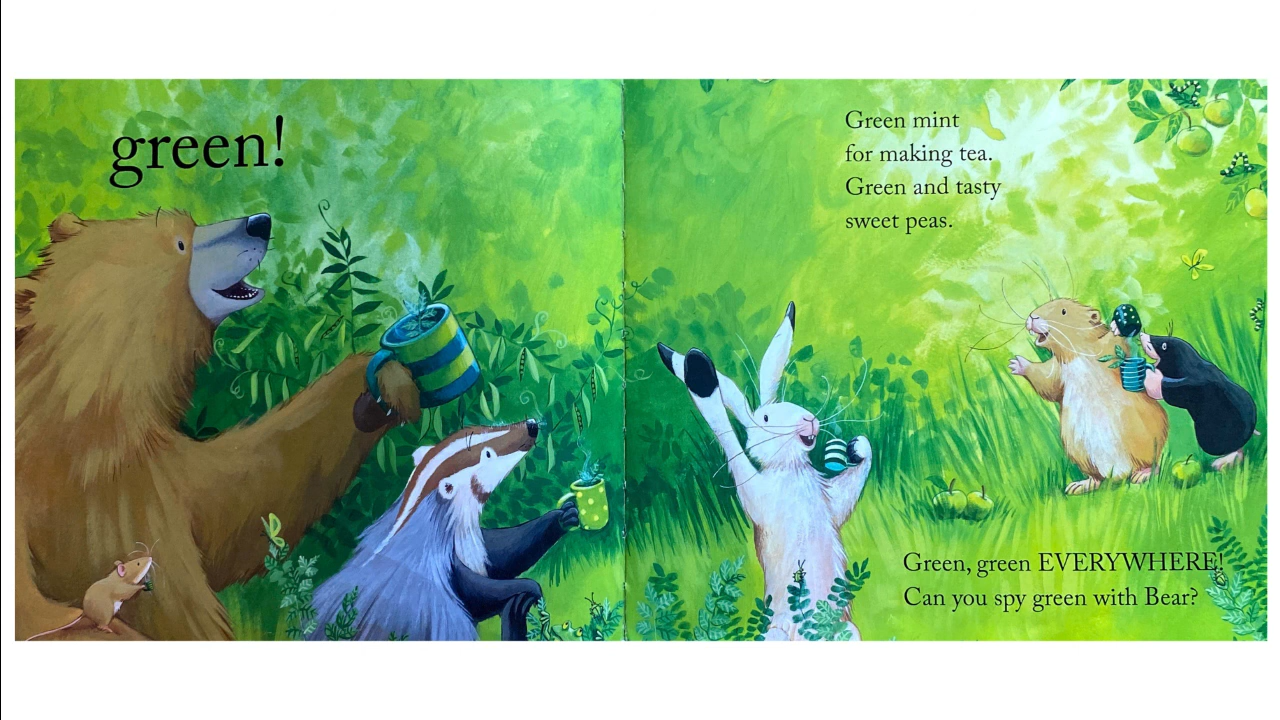 green!
Green mint
for making tea.
Green and tasty
sweet peas.
Green, green EVERYWHERE!
Can you spy green with Bear?